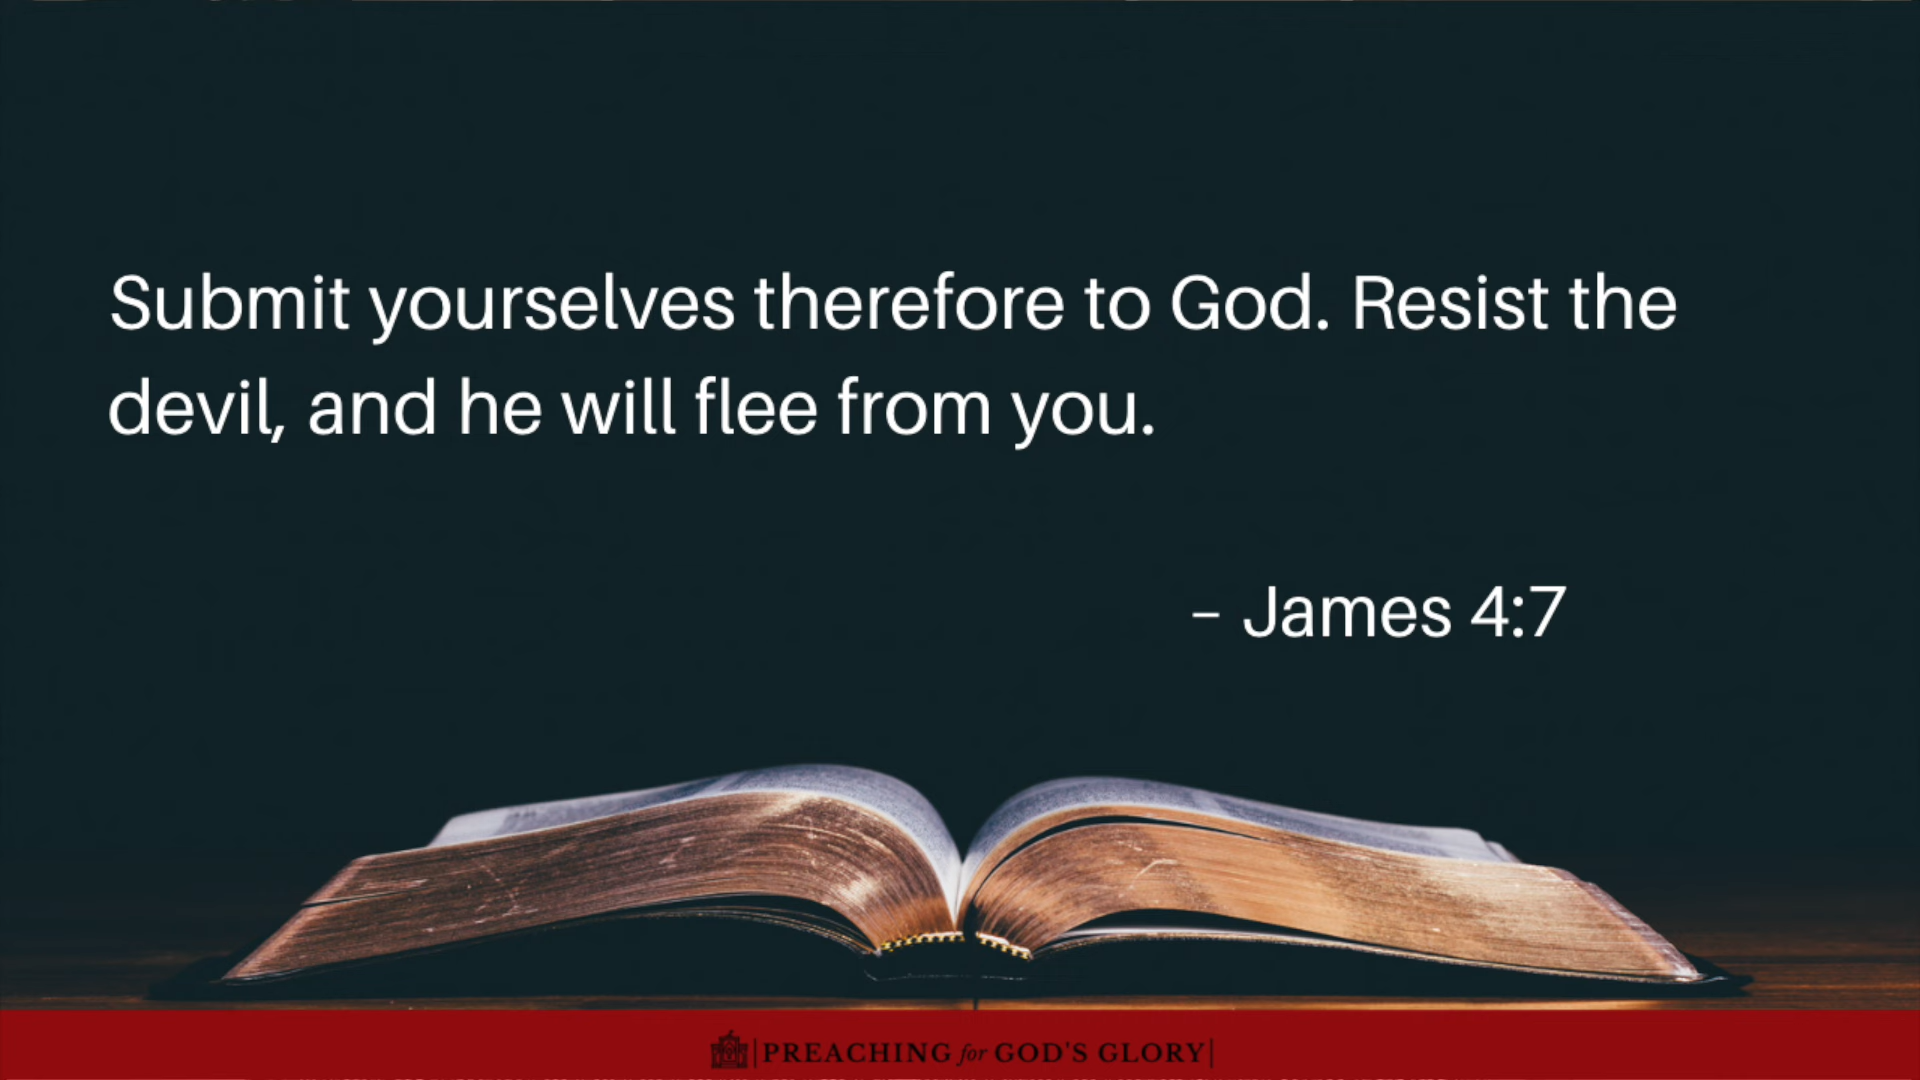 Submit yourselves therefore to God. Resist the
devil, and he will flee from you.
– James 4:7
PREACHING for GOD'S GLORY